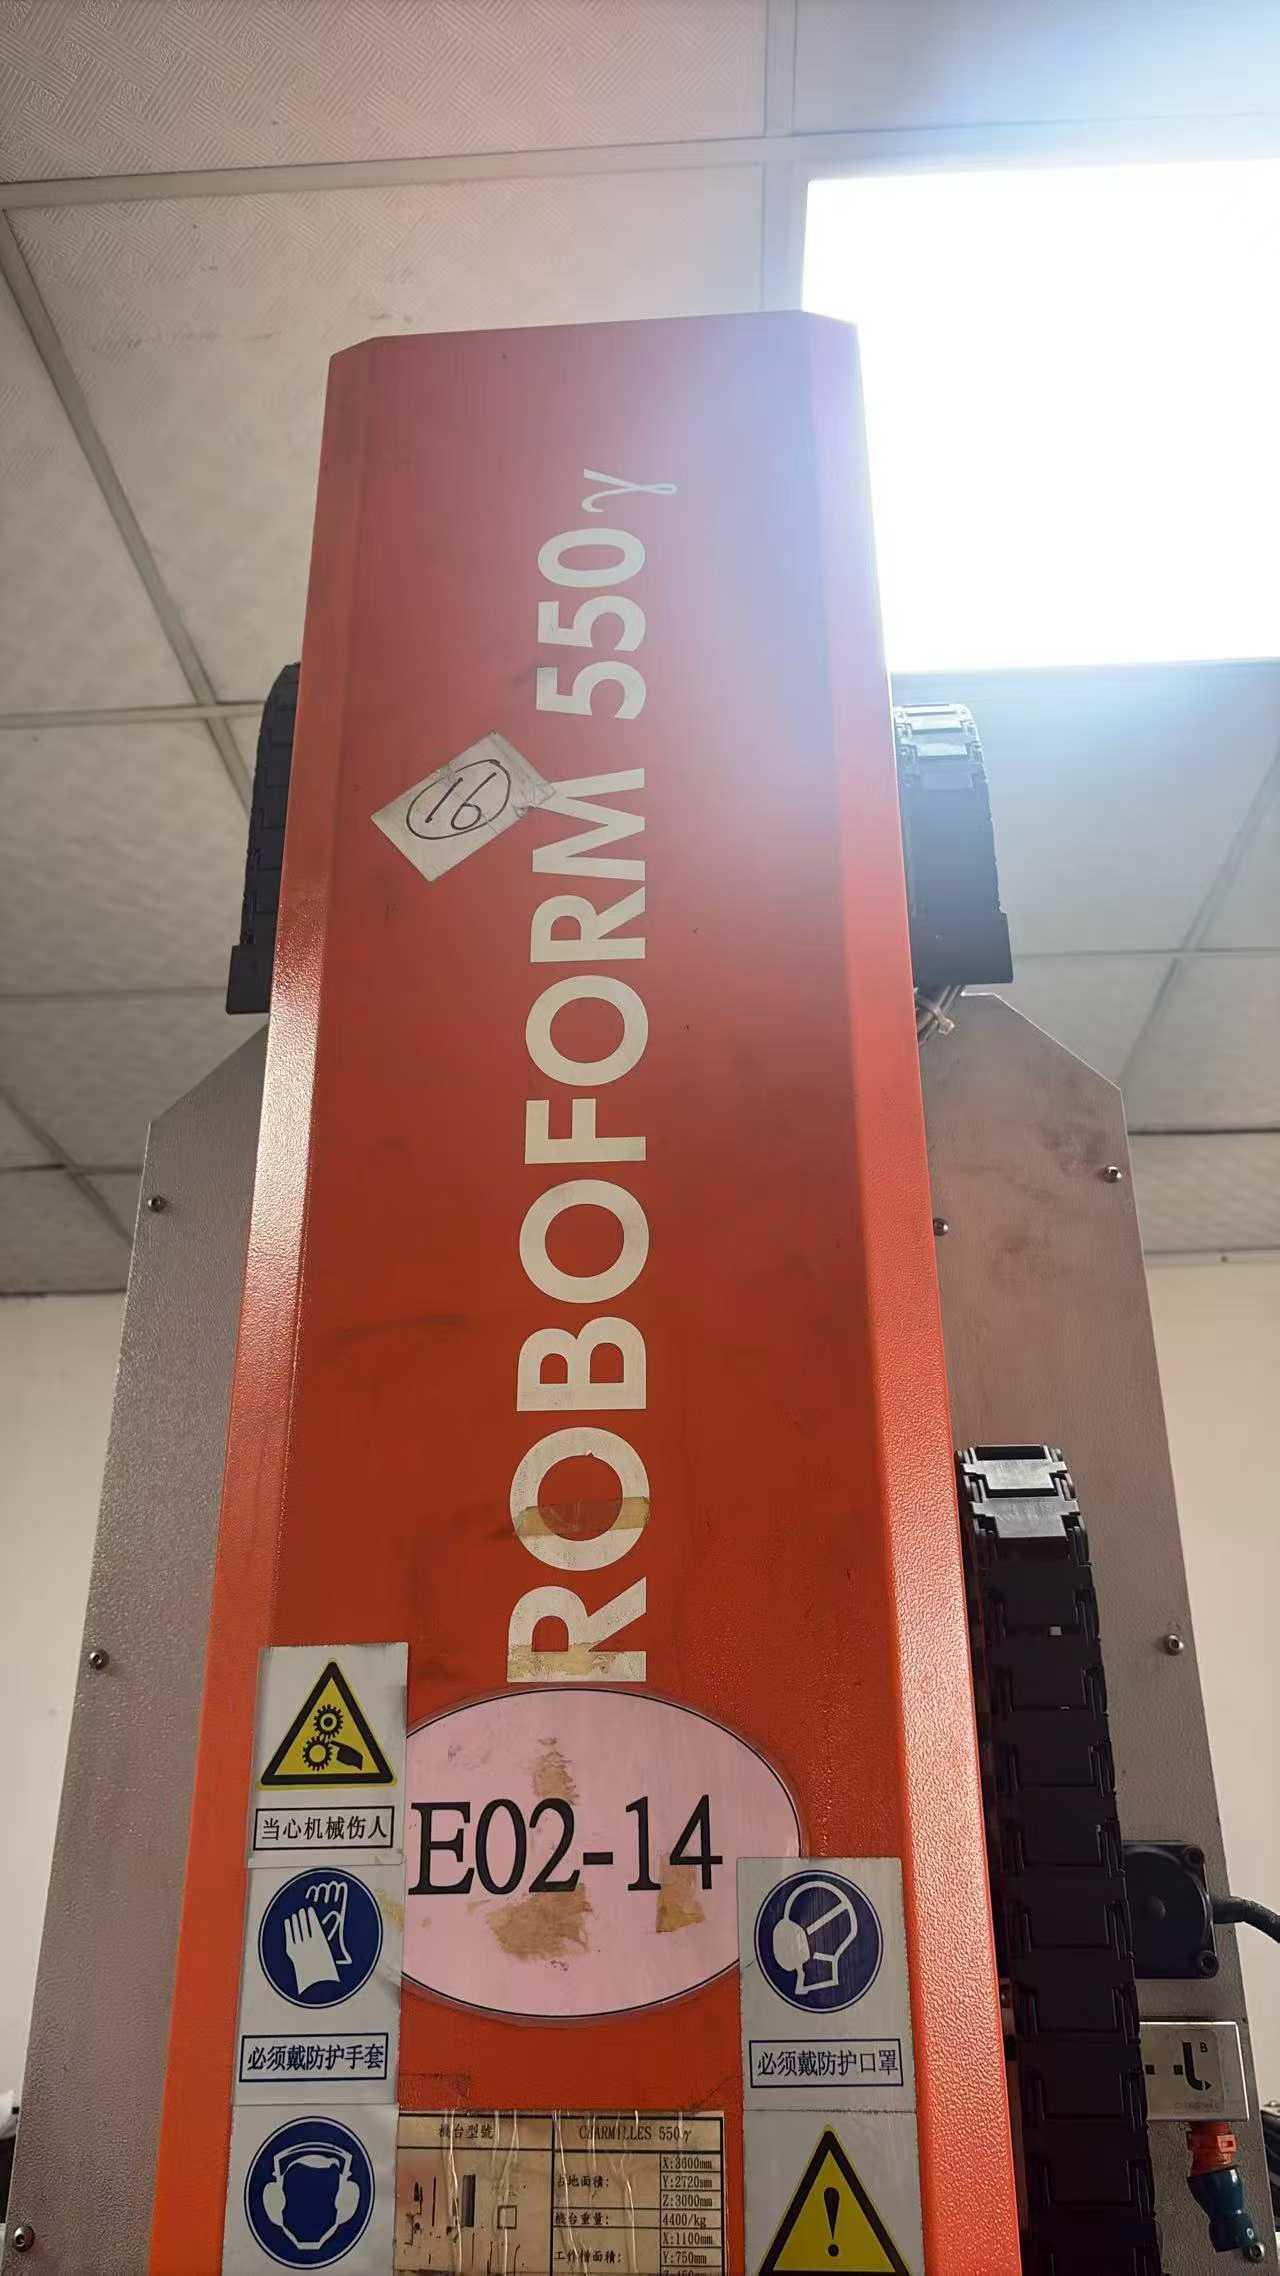 ROBOFORM 550γ
16
E02-14
当心机械伤人
必须戴防护手套
必须戴防护口罩
機台型號 CHARMILLES 550γ
占地面積: X:3600mm
Y:2720mm
Z:3000mm
機台重量: 4400/kg
工作槽面積: X:1100mm
Y:750mm
B